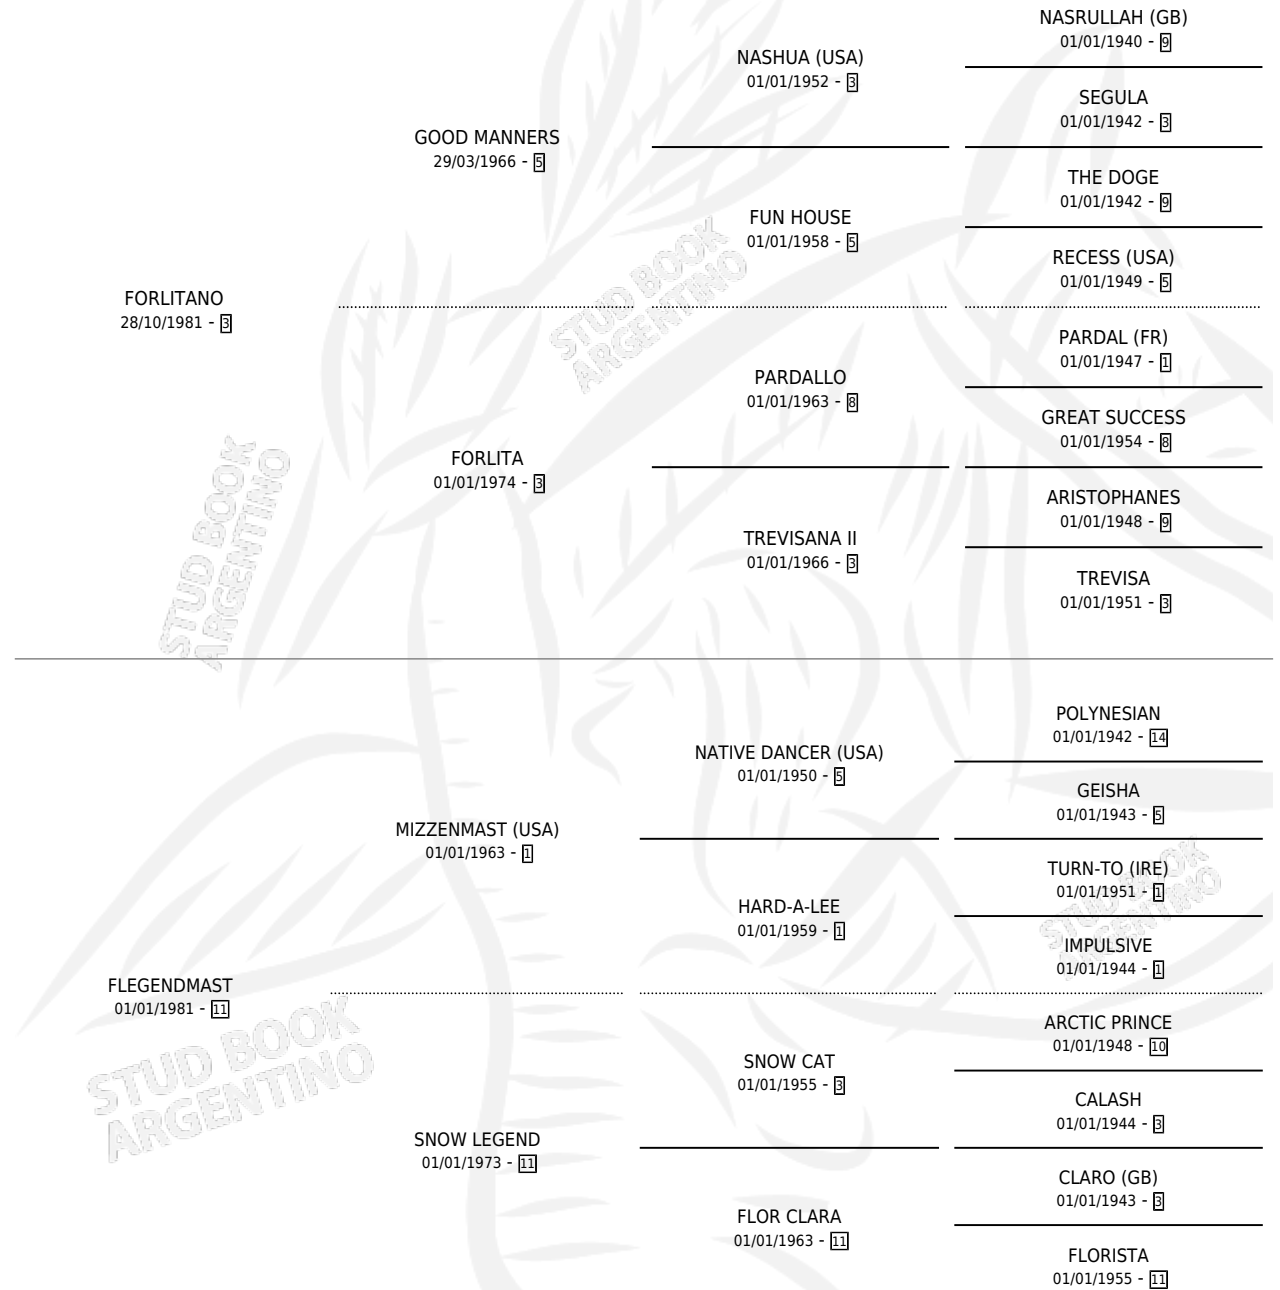 NASRULLAH (GB)
01/01/1940 - 9
NASHUA (USA)
01/01/1952 - 3
SEGULA
01/01/1942 - 3
GOOD MANNERS
29/03/1966 - 5
THE DOGE
01/01/1942 - 9
FUN HOUSE
01/01/1958 - 5
RECESS (USA)
01/01/1949 - 5
FORLITANO
28/10/1981 - 3
PARDAL (FR)
01/01/1947 - 1
PARDALLO
01/01/1963 - 8
GREAT SUCCESS
01/01/1954 - 8
FORLITA
01/01/1974 - 3
ARISTOPHANES
01/01/1948 - 9
TREVISANA II
01/01/1966 - 3
TREVISA
01/01/1951 - 3
STUD BOOK
ARGENTINO
STUD BOOK
ARGENTINO
POLYNESIAN
01/01/1942 - 14
NATIVE DANCER (USA)
01/01/1950 - 5
GEISHA
01/01/1943 - 5
MIZZENMAST (USA)
01/01/1963 - 1
TURN-TO (IRE)
01/01/1951 - 1
HARD-A-LEE
01/01/1959 - 1
IMPULSIVE
01/01/1944 - 1
FLEGENDMAST
01/01/1981 - 11
ARCTIC PRINCE
01/01/1948 - 10
SNOW CAT
01/01/1955 - 3
CALASH
01/01/1944 - 3
SNOW LEGEND
01/01/1973 - 11
CLARO (GB)
01/01/1943 - 3
FLOR CLARA
01/01/1963 - 11
FLORISTA
01/01/1955 - 11
STUD BOOK
ARGENTINO
STUD BOOK
ARGENTINO